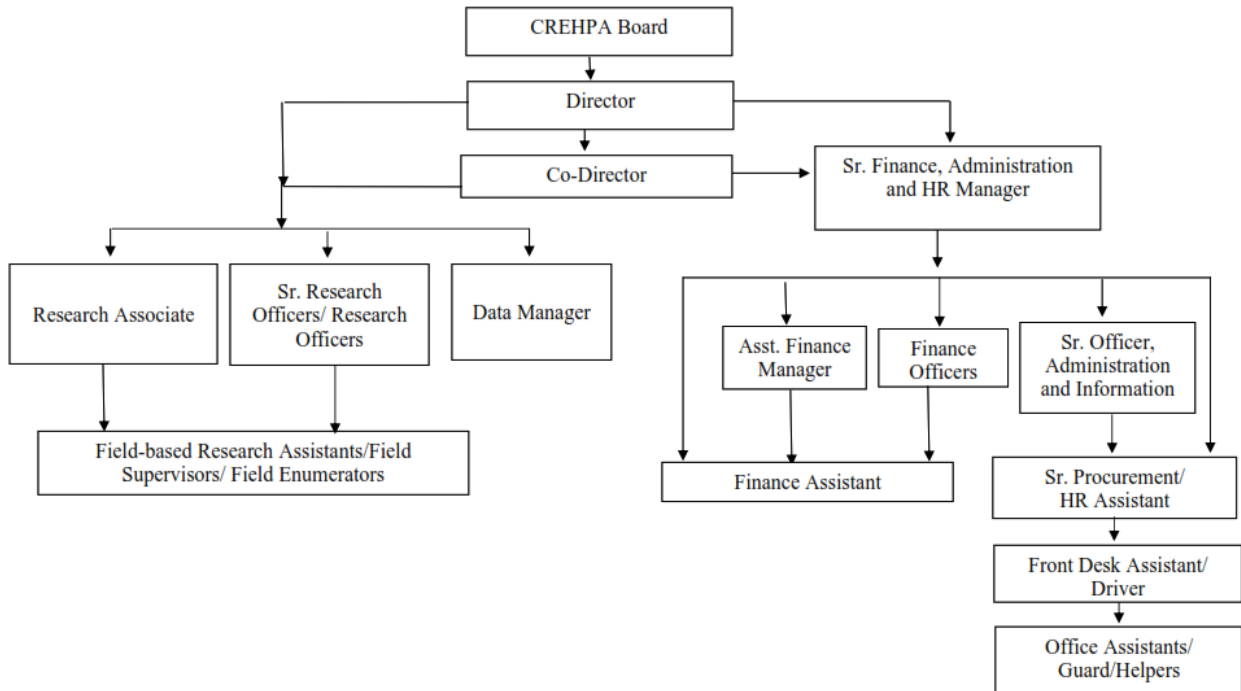 CREHPA Board
Director
Co-Director
Sr. Finance, Administration
and HR Manager
Research Associate
Sr. Research
Officers/ Research
Officers
Data Manager
Asst. Finance
Manager
Finance
Officers
Sr. Officer,
Administration
and Information
Field-based Research Assistants/Field
Supervisors/ Field Enumerators
Finance Assistant
Sr. Procurement/
HR Assistant
Front Desk Assistant/
Driver
Office Assistants/
Guard/Helpers